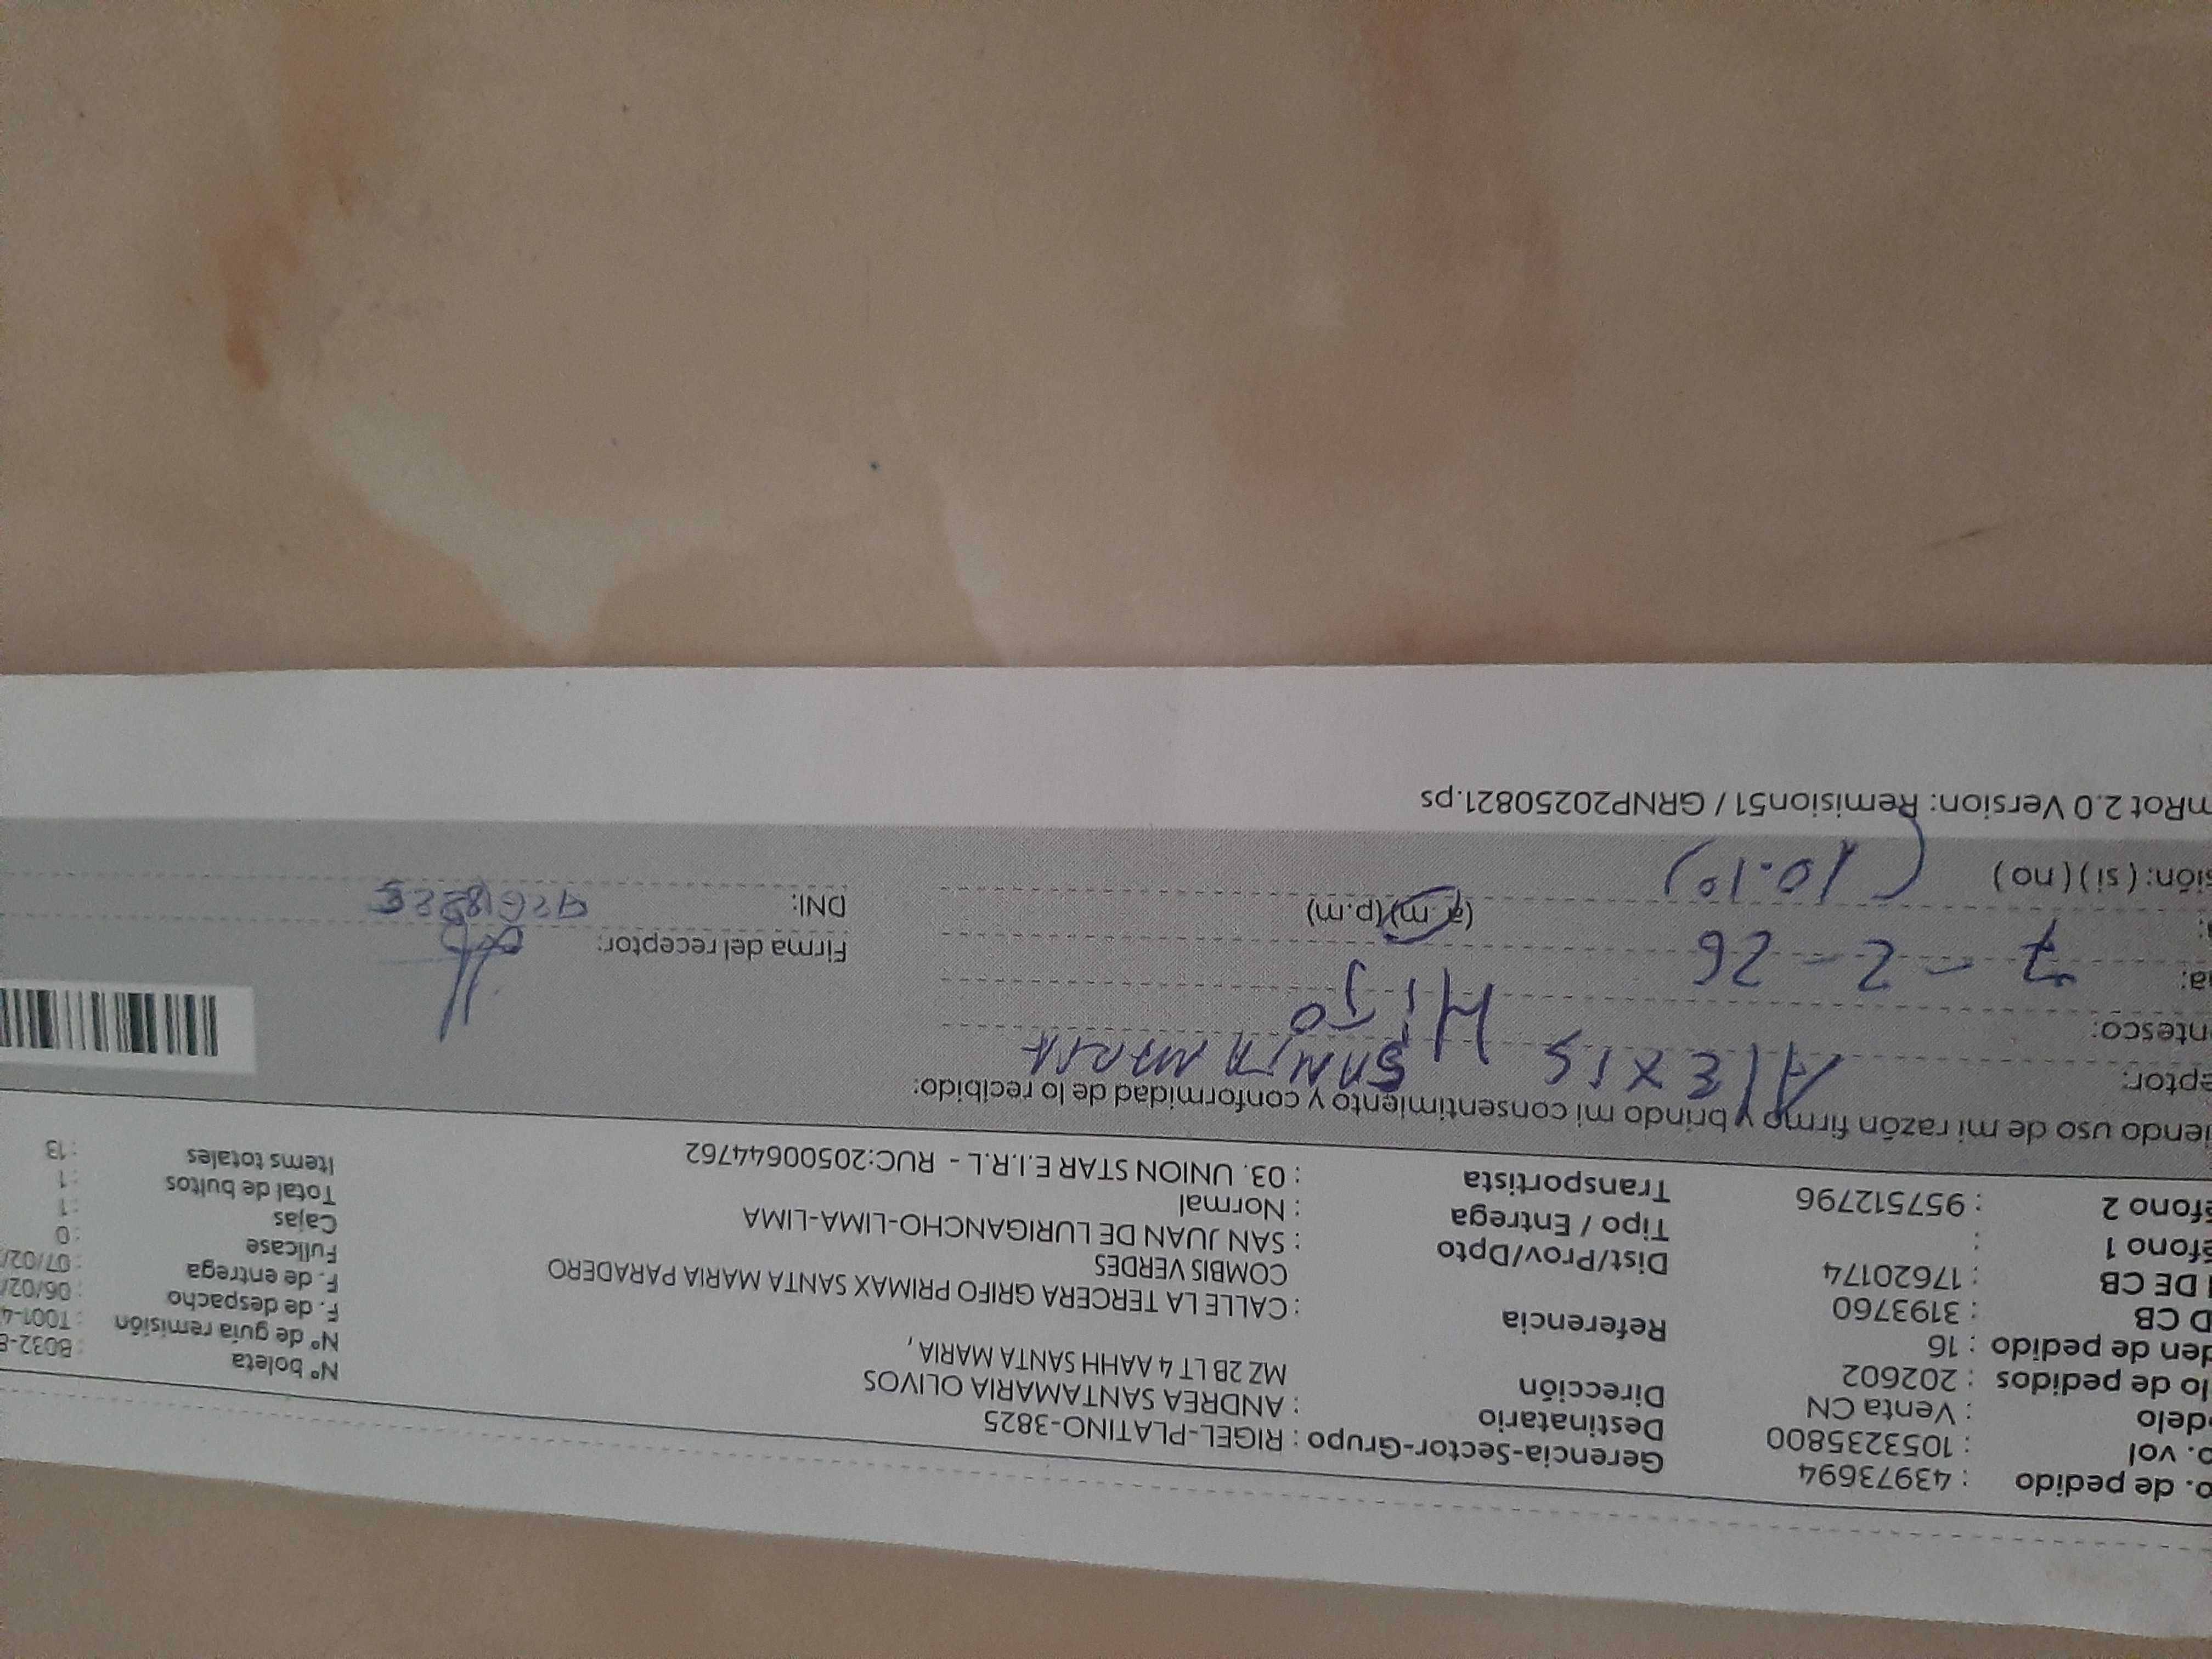 o. de pedido : 43973694
o. vol : 1053235800
delo : Venta CN
lo de pedidos : 202602
den de pedido : 16
D CB : 3193760
I DE CB : 17620174
éfono 1 :
éfono 2 : 957512796
Gerencia-Sector-Grupo : RIGEL-PLATINO-3825
Destinatario : ANDREA SANTAMARIA OLIVOS
Dirección MZ 2B LT 4 AAHH SANTA MARIA ,
Referencia : CALLE LA TERCERA GRIFO PRIMAX SANTA MARIA PARADERO
COMBIS VERDES
Dist/Prov/Dpto : SAN JUAN DE LURIGANCHO-LIMA-LIMA
Tipo / Entrega : Normal
Transportista : 03. UNION STAR E.I.R.L - RUC:20500644762
Nº boleta : B032-8
Nº de guía remisión : T001-4
F. de despacho : 06/02/
F. de entrega : 07/02/
Fullcase : 0
Cajas : 1
Total de bultos : 1
Items totales : 13
iendo uso de mi razón firmo y brindo mi consentimiento y conformidad de lo recibido:
eptor: Alexis SANTA MARIA
entesco: Hijo
a: 7 - 2 - 26
a: (10.10) (a.m)(p.m)
sión: ( si ) ( no )
Firma del receptor:
DNI:
mRot 2.0 Version: Remision51 / GRNP20250821.ps